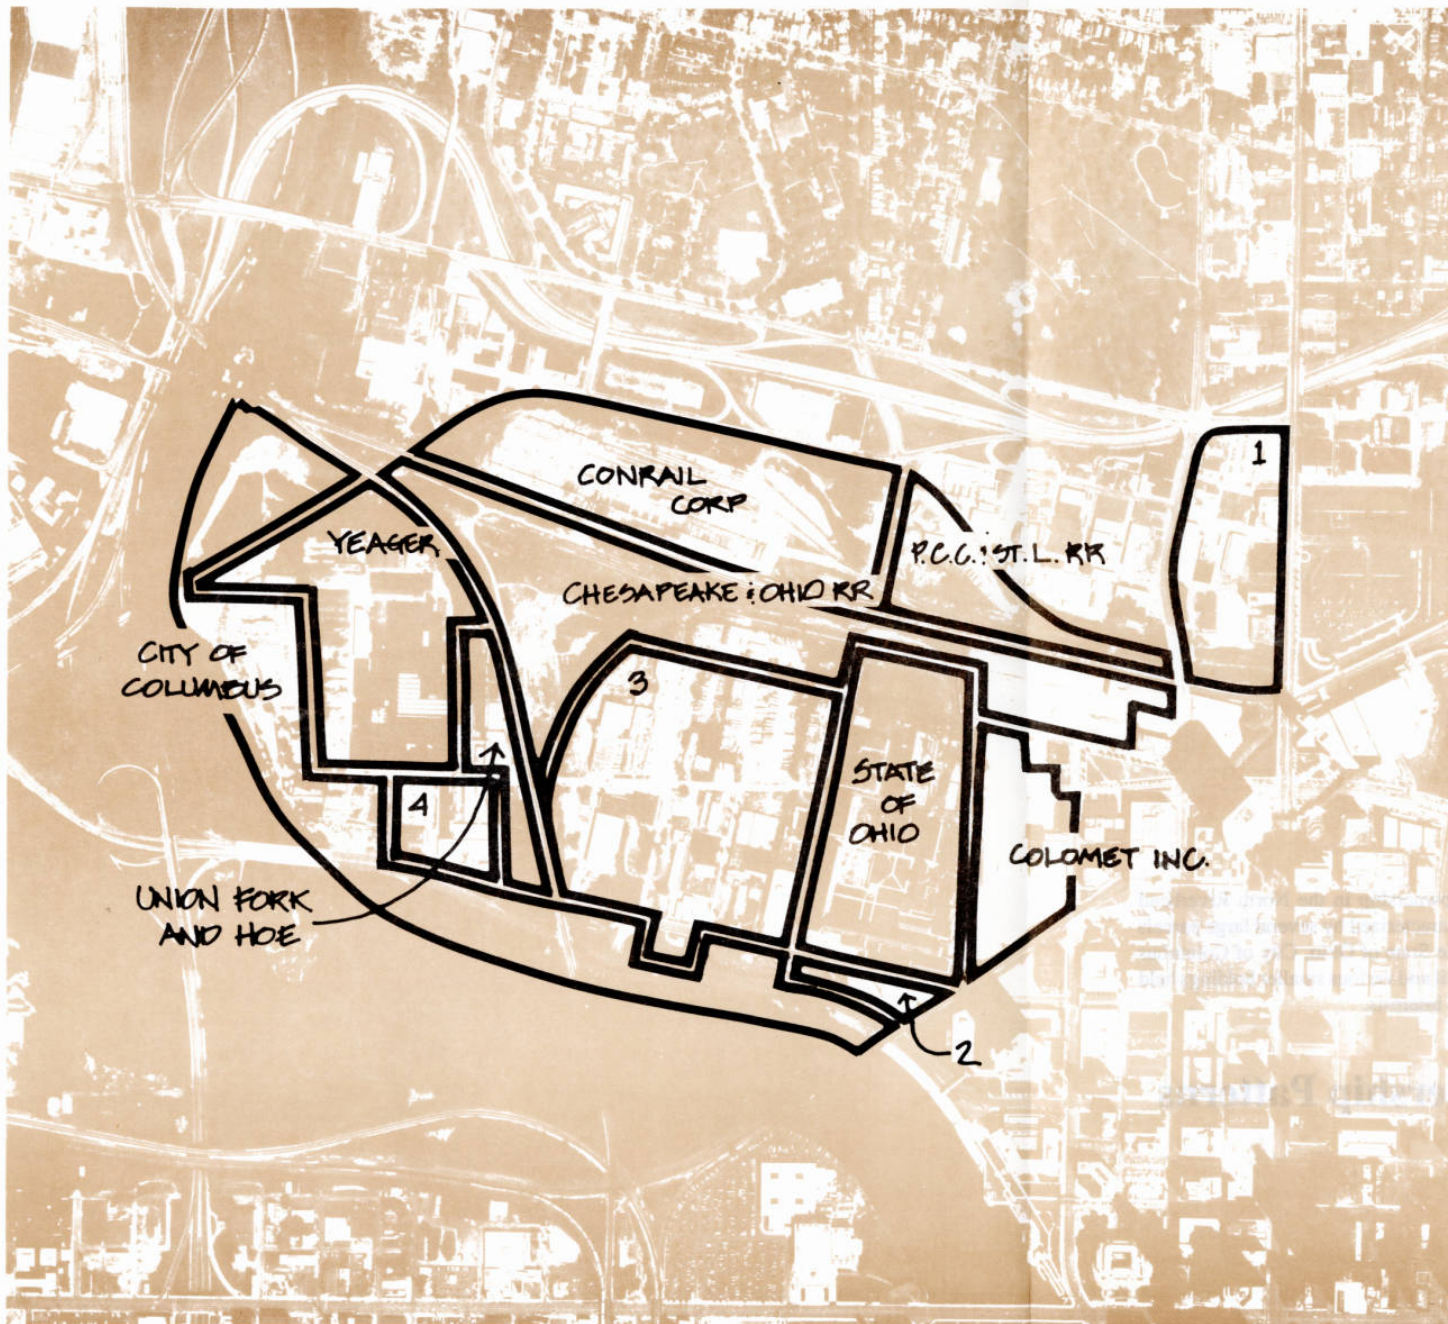 1
CONRAIL
CORP
YEAGER
P.C.C. & ST. L. RR
CHESAPEAKE & OHIO RR
CITY OF
COLUMBUS
3
STATE
OF
OHIO
4
COLOMET INC.
UNION FORK
AND HOE
2